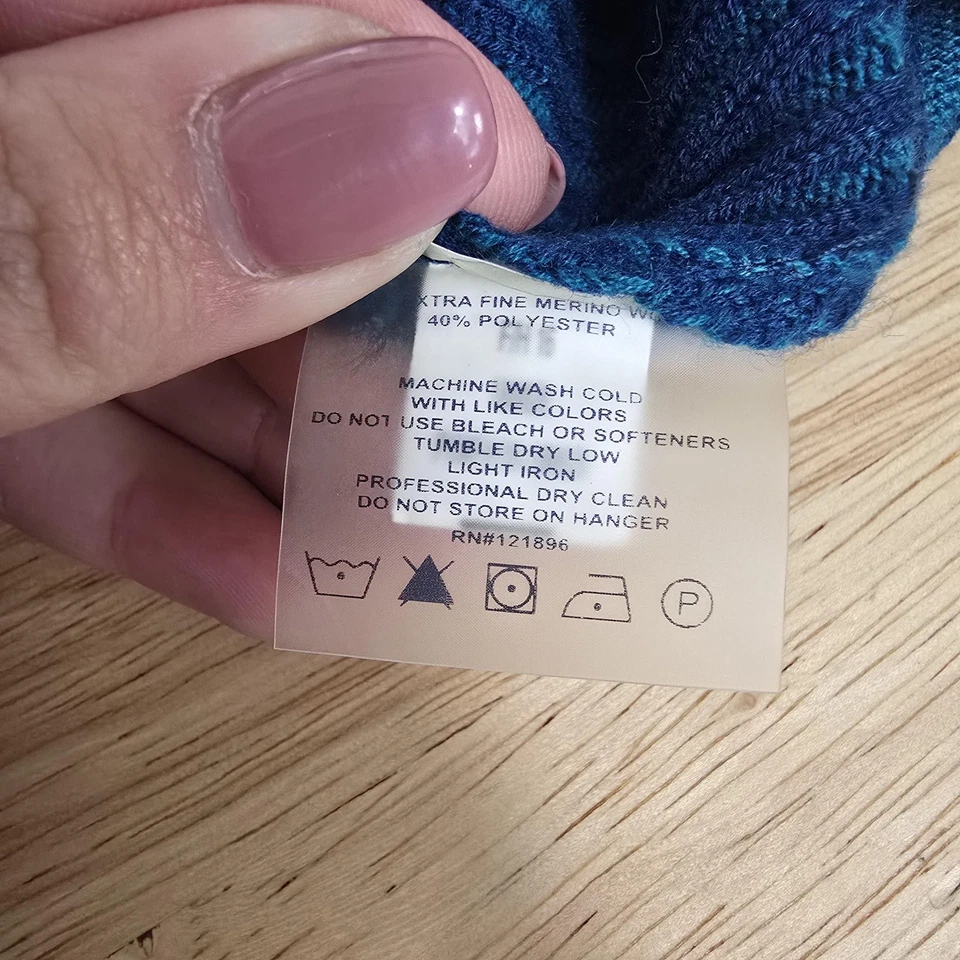 XTRA FINE MERINO
40% POLYESTER
MACHINE WASH COLD
WITH LIKE COLORS
DO NOT USE BLEACH OR SOFTENERS
TUMBLE DRY LOW
LIGHT IRON
PROFESSIONAL DRY CLEAN
DO NOT STORE ON HANGER
RN#121896
P